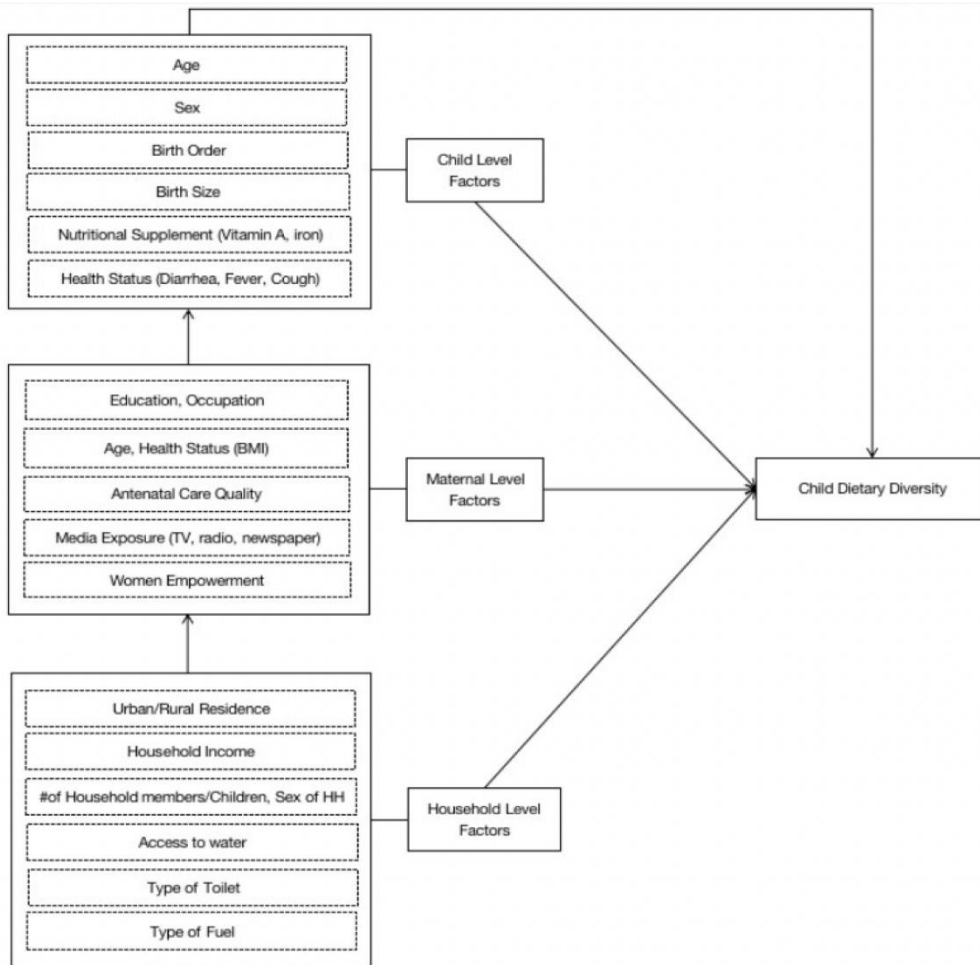 Age
Sex
Birth Order
Birth Size
Nutritional Supplement (Vitamin A, iron)
Health Status (Diarrhea, Fever, Cough)
Child Level
Factors
Education, Occupation
Age, Health Status (BMI)
Antenatal Care Quality
Media Exposure (TV, radio, newspaper)
Women Empowerment
Maternal Level
Factors
Child Dietary Diversity
Urban/Rural Residence
Household Income
#of Household members/Children, Sex of HH
Access to water
Type of Toilet
Type of Fuel
Household Level
Factors